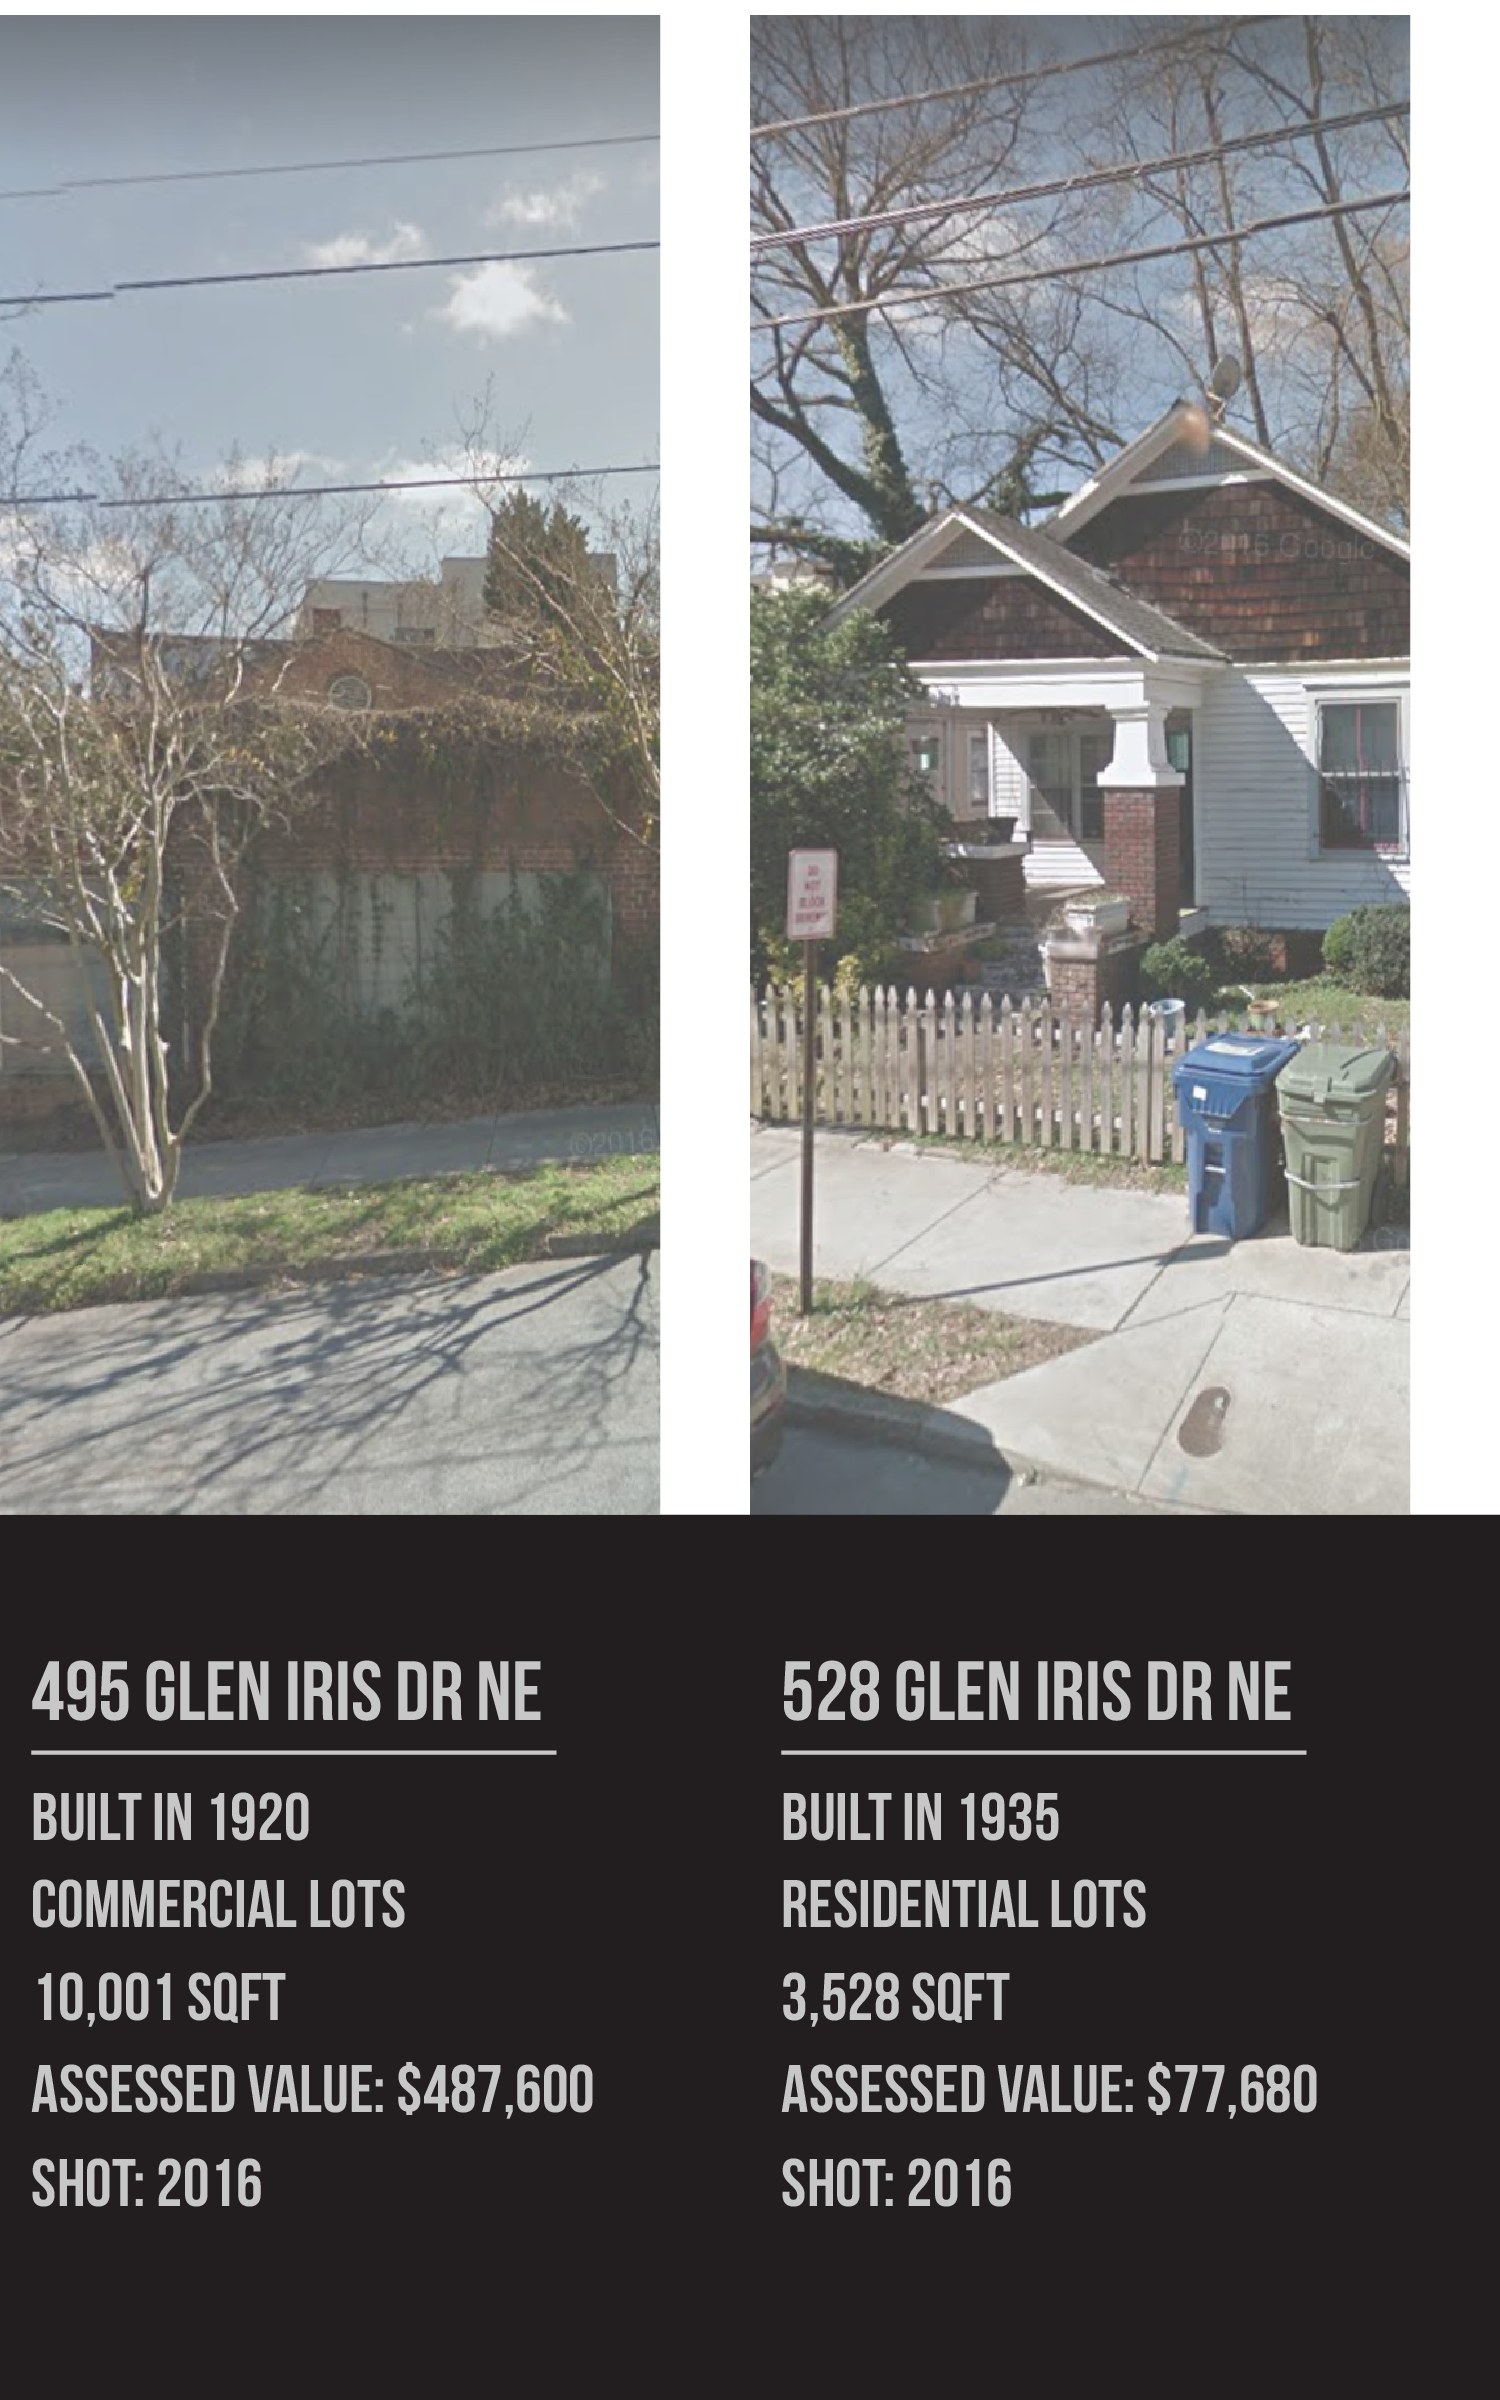 ©2016 Google
DO
NOT
BLOCK
©2016
495 GLEN IRIS DR NE
BUILT IN 1920
COMMERCIAL LOTS
10,001 SQFT
ASSESSED VALUE: $487,600
SHOT: 2016
528 GLEN IRIS DR NE
BUILT IN 1935
RESIDENTIAL LOTS
3,528 SQFT
ASSESSED VALUE: $77,680
SHOT: 2016